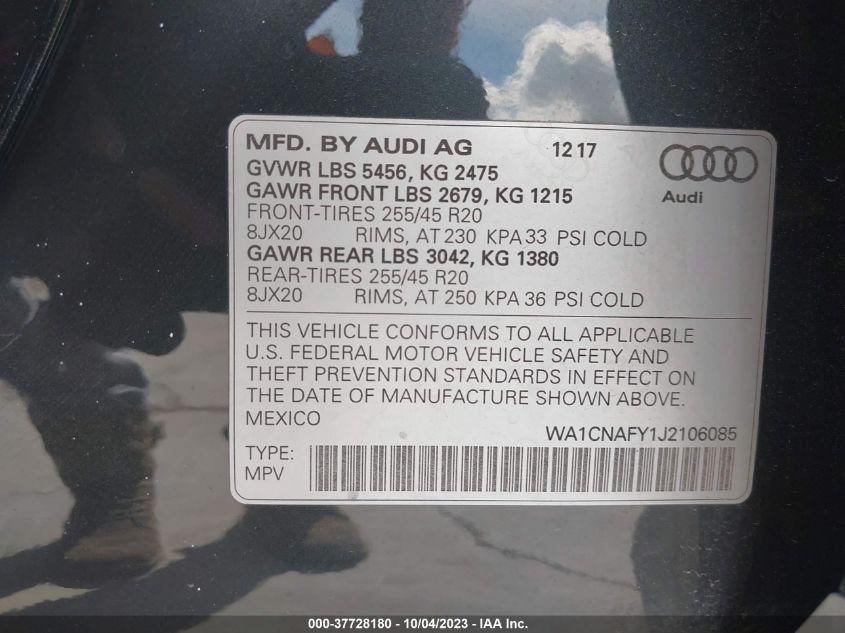 MFD. BY AUDI AG 12 17
GVWR LBS 5456, KG 2475
GAWR FRONT LBS 2679, KG 1215
Audi
FRONT-TIRES 255/45 R20
8JX20 RIMS, AT 230 KPA 33 PSI COLD
GAWR REAR LBS 3042, KG 1380
REAR-TIRES 255/45 R20
8JX20 RIMS, AT 250 KPA 36 PSI COLD
THIS VEHICLE CONFORMS TO ALL APPLICABLE
U.S. FEDERAL MOTOR VEHICLE SAFETY AND
THEFT PREVENTION STANDARDS IN EFFECT ON
THE DATE OF MANUFACTURE SHOWN ABOVE.
MEXICO
WA1CNAFY1J2106085
TYPE:
MPV
000-37728180 - 10/04/2023 - IAA Inc.